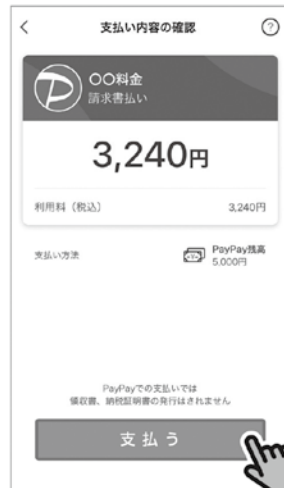 支払い内容の確認
?
〇〇料金
請求書払い
3,240円
利用料（税込） 3,240円
支払い方法 PayPay残高
5,000円
PayPayでの支払いでは
領収書、納税証明書の発行はされません
支払う